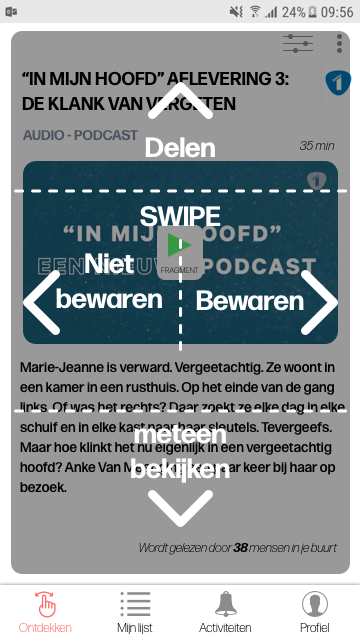 24% 09:56
“IN MIJN HOOFD” AFLEVERING 3:
DE KLANK VAN VERGETEN
AUDIO - PODCAST
35 min
Delen
SWIPE
“IN MIJN HOOFD”
EEN NIEUWE PODCAST
FRAGMENT
Niet
bewaren
Bewaren
Marie-Jeanne is verward. Vergeetachtig. Ze woont in
een kamer in een rusthuis. Op het einde van de gang
links. Of was het rechts? Daar zoekt ze elke dag in elke
schuif en in elke kast naar haar sleutels. Tevergeefs.
Maar hoe klinkt het nu eigenlijk in een vergeetachtig
hoofd? Anke Van keer bij haar op
bezoek.
meteen
bekijken
Wordt gelezen door 38 mensen in je buurt
Ontdekken
Mijn lijst
Activiteiten
Profiel